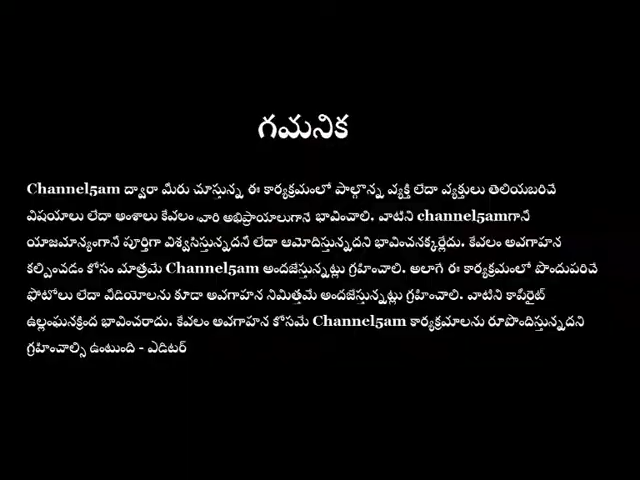 గమనిక
Channel5am ద్వారా మీరు చూస్తున్న ఈ కార్యక్రమంలో పాల్గొన్న వ్యక్తి లేదా వ్యక్తులు తెలియబరిచే
విషయాలు లేదా అంశాలు కేవలం వారి అభిప్రాయాలుగానే భావించాలి. వాటిని channel5amగానీ
యాజమాన్యంగానీ పూర్తిగా విశ్వసిస్తున్నదనీ లేదా ఆమోదిస్తున్నదని భావించనక్కర్లేదు. కేవలం అవగాహన
కల్పించడం కోసం మాత్రమే Channel5am అందజేస్తున్నట్లు గ్రహించాలి. అలాగే ఈ కార్యక్రమంలో పొందుపరిచే
ఫోటోలు లేదా వీడియోలను కూడా అవగాహన నిమిత్తమే అందజేస్తున్నట్లు గ్రహించాలి. వాటిని కాపీరైట్
ఉల్లంఘనక్రింద భావించరాదు. కేవలం అవగాహన కోసమే Channel5am కార్యక్రమాలను రూపొందిస్తున్నదని
గ్రహించాల్సి ఉంటుంది - ఎడిటర్